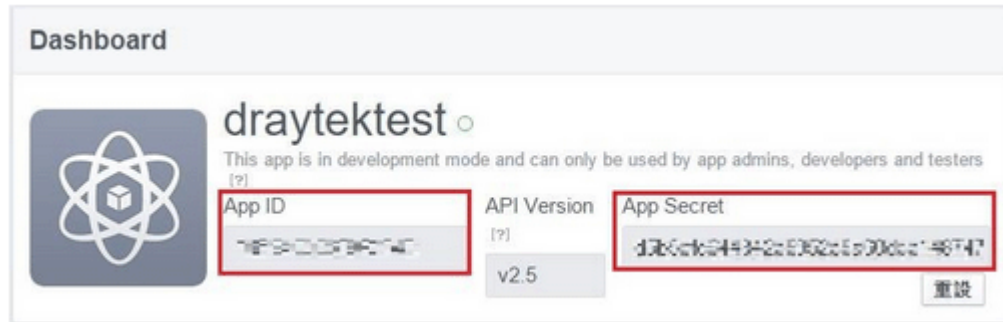 Dashboard
draytektest
This app is in development mode and can only be used by app admins, developers and testers
[?]
App ID
API Version
[?]
v2.5
App Secret
重設